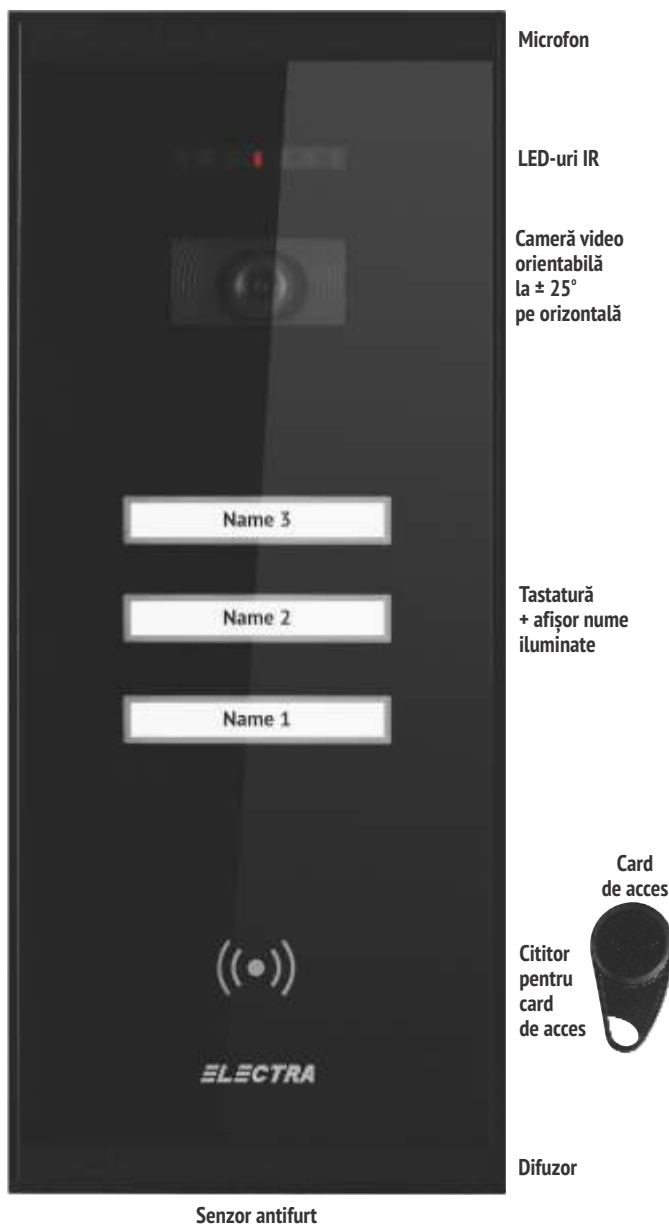 Microfon
LED-uri IR
Cameră video
orientabilă
la ± 25°
pe orizontală
Name 3
Name 2
Name 1
Tastatură
+ afișor nume
iluminate
Card
de acces
Cititor
pentru
card
de acces
ELECTRA
Difuzor
Senzor antifurt